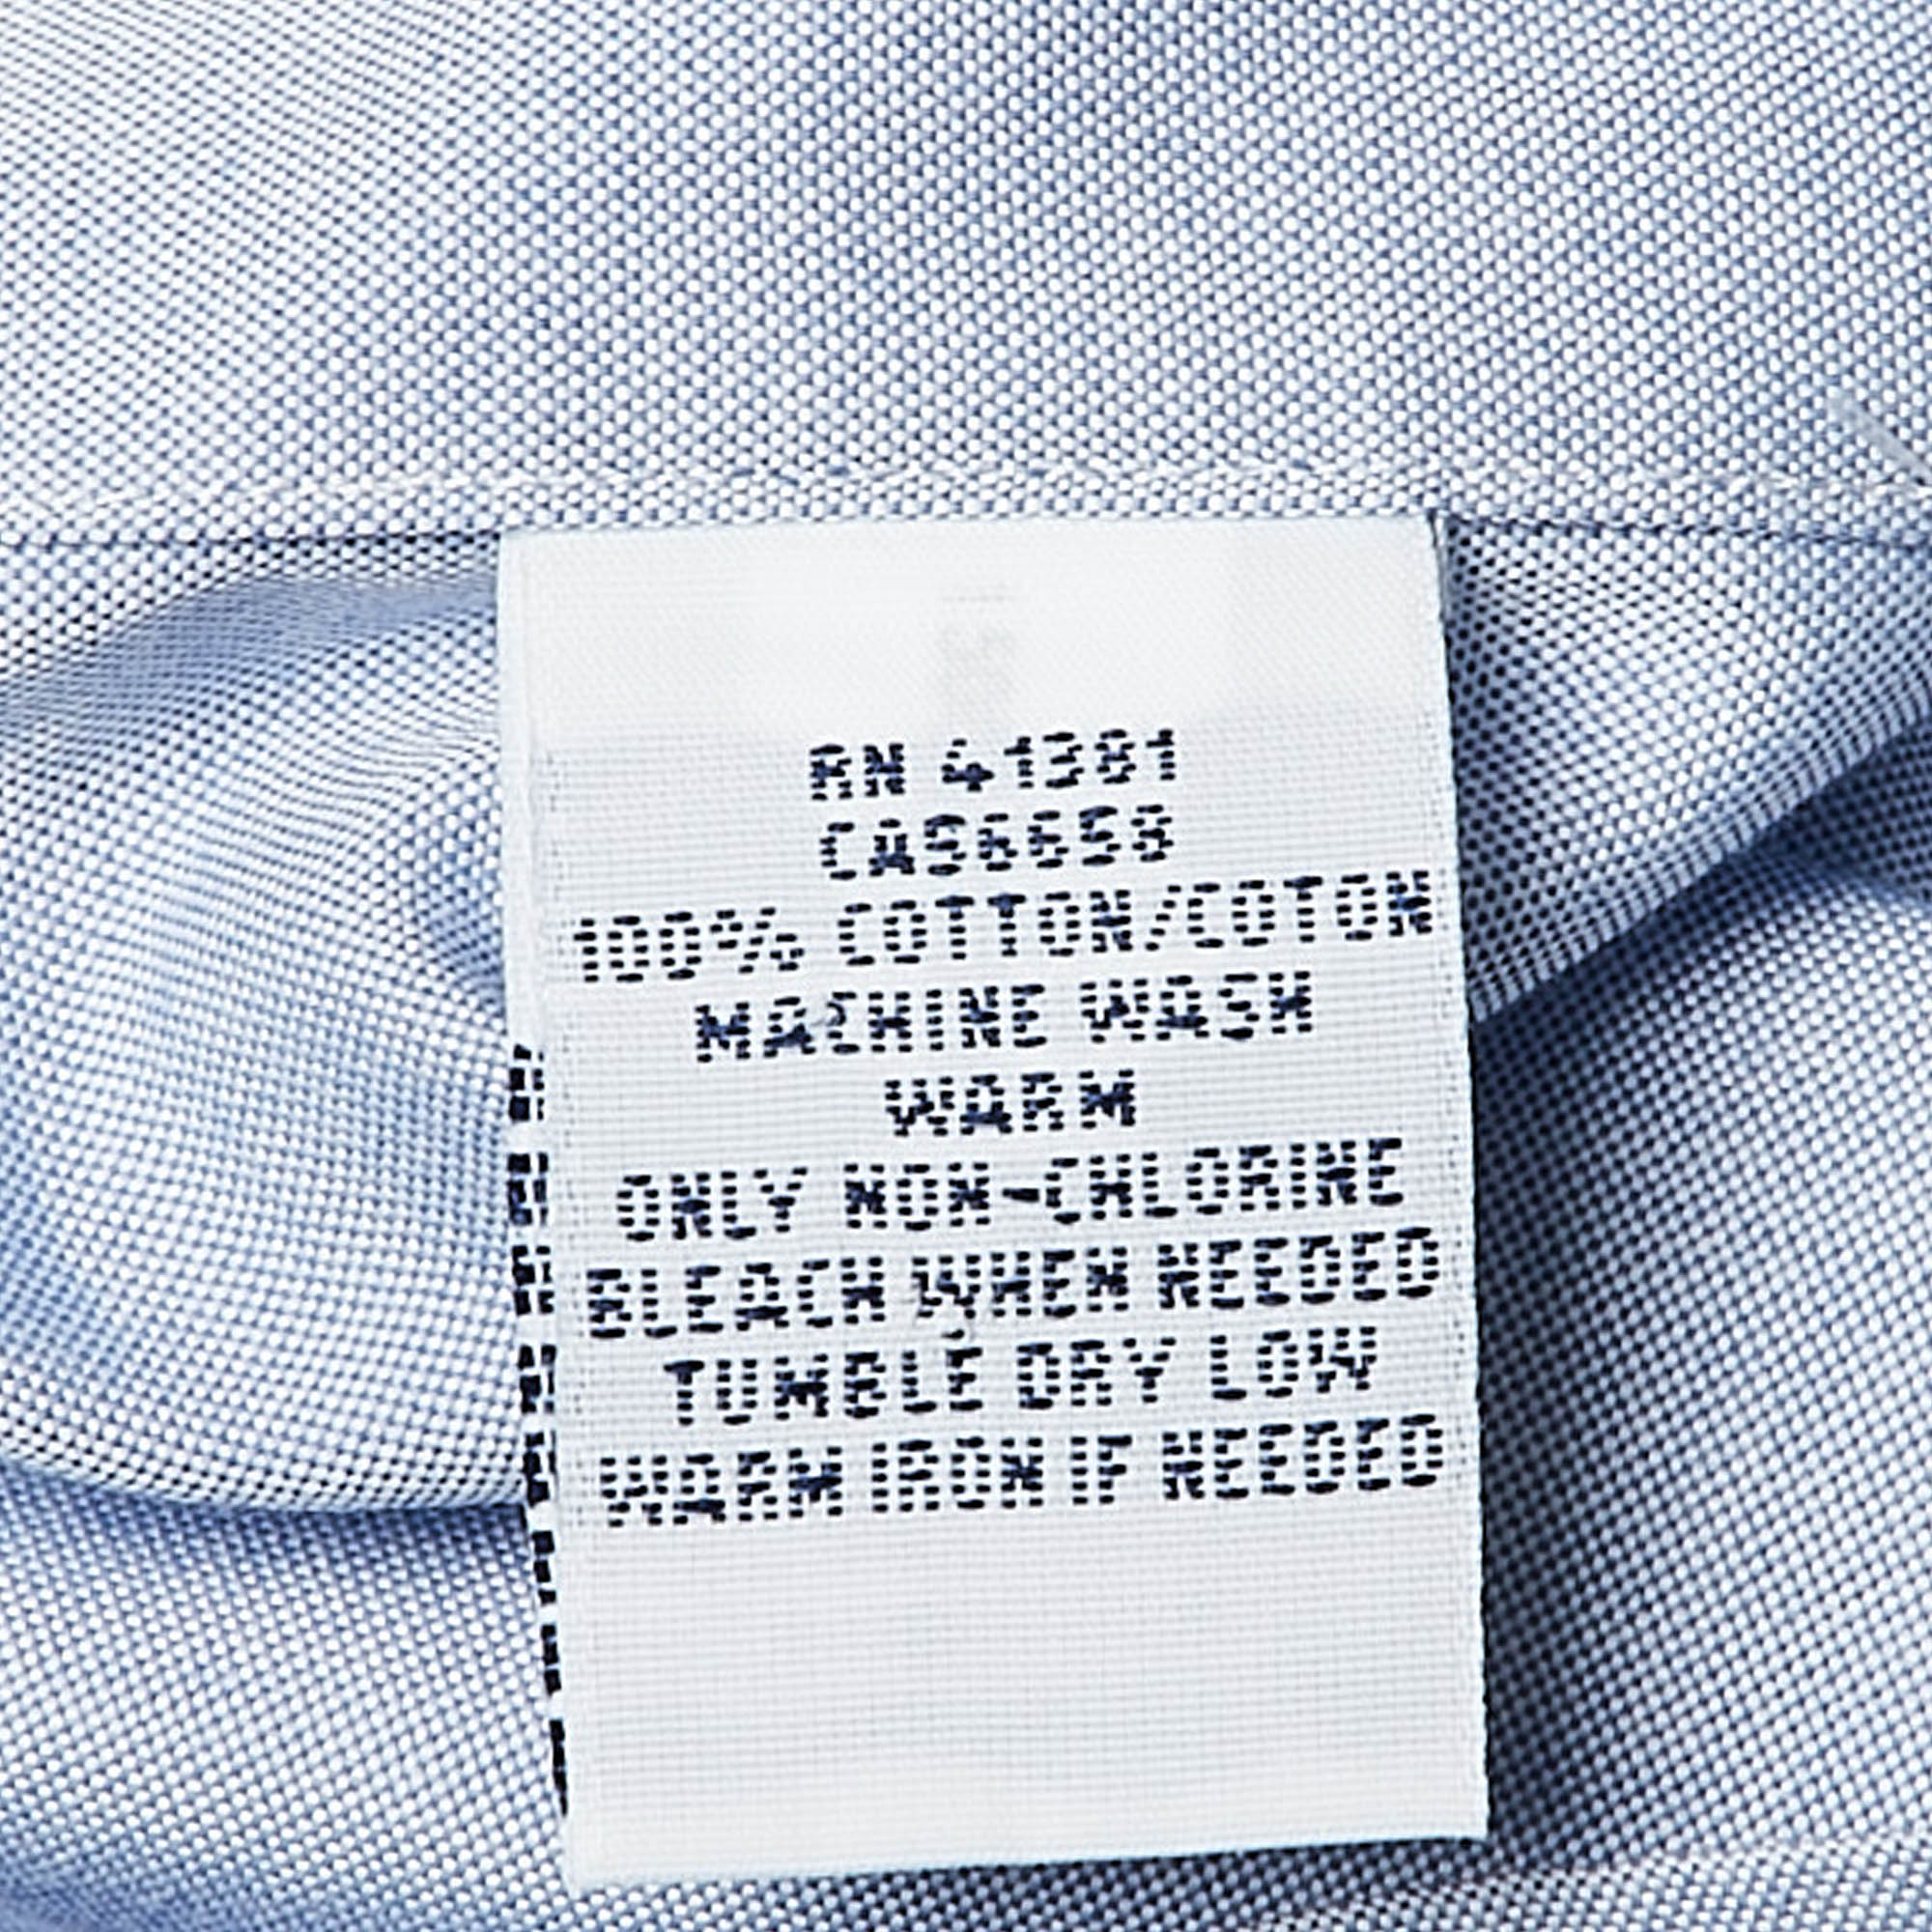 RN 41381
CA56658
100% COTTON/COTON
MACHINE WASH
WARM
ONLY NON-CHLORINE
BLEACH WHEN NEEDED
TUMBLE DRY LOW
WARM IRON IF NEEDED